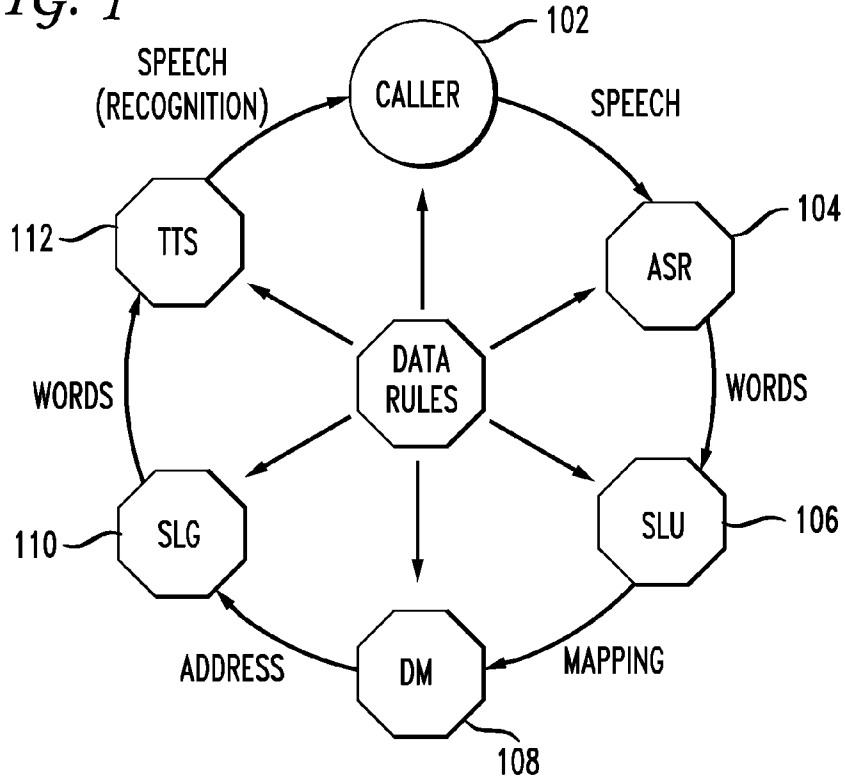 FIG. 1
102
SPEECH
(RECOGNITION)
CALLER
SPEECH
104
112
TTS
ASR
DATA
RULES
WORDS
WORDS
110
SLG
SLU
106
ADDRESS
DM
MAPPING
108